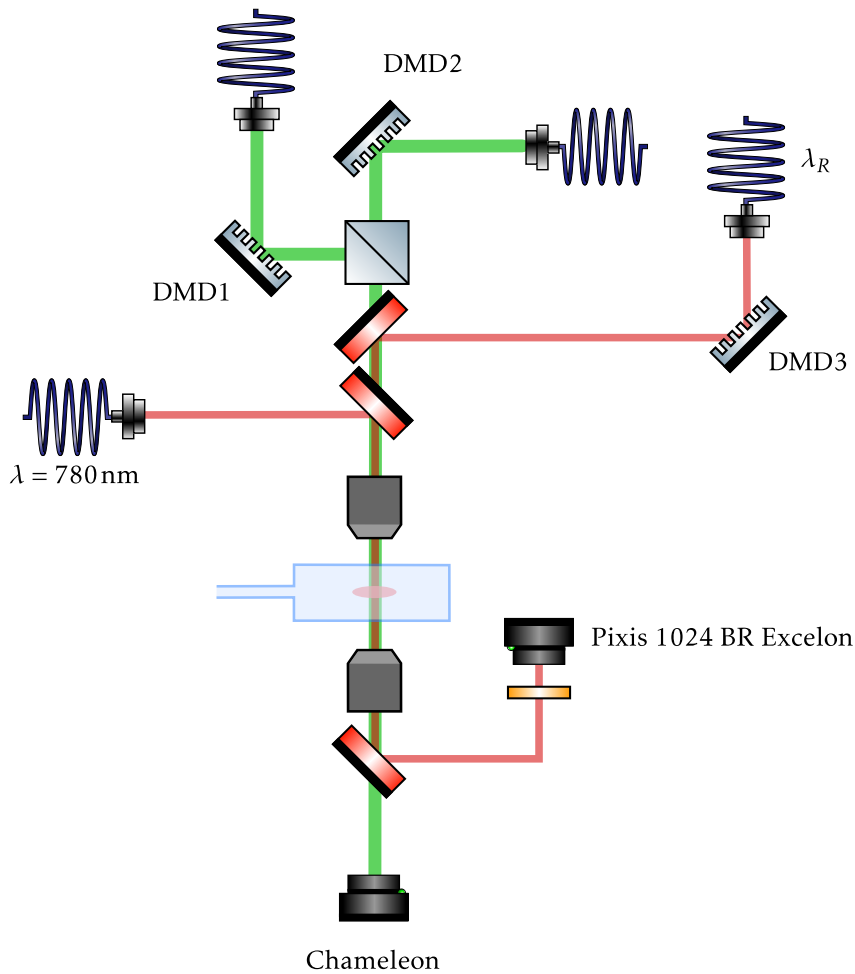 DMD2
λR
DMD1
DMD3
λ = 780 nm
Pixis 1024 BR Excelon
Chameleon